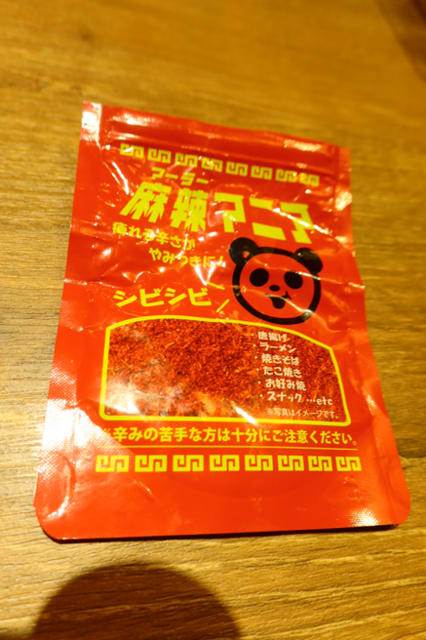 マーラー
麻辣マニア
痺れる辛さが
やみつきに!
シビシビ
・唐揚げ
・ラーメン
・焼きそば
・たこ焼き
・お好み焼
・スナック…etc
※写真はイメージです。
※辛みの苦手な方は十分にご注意ください。